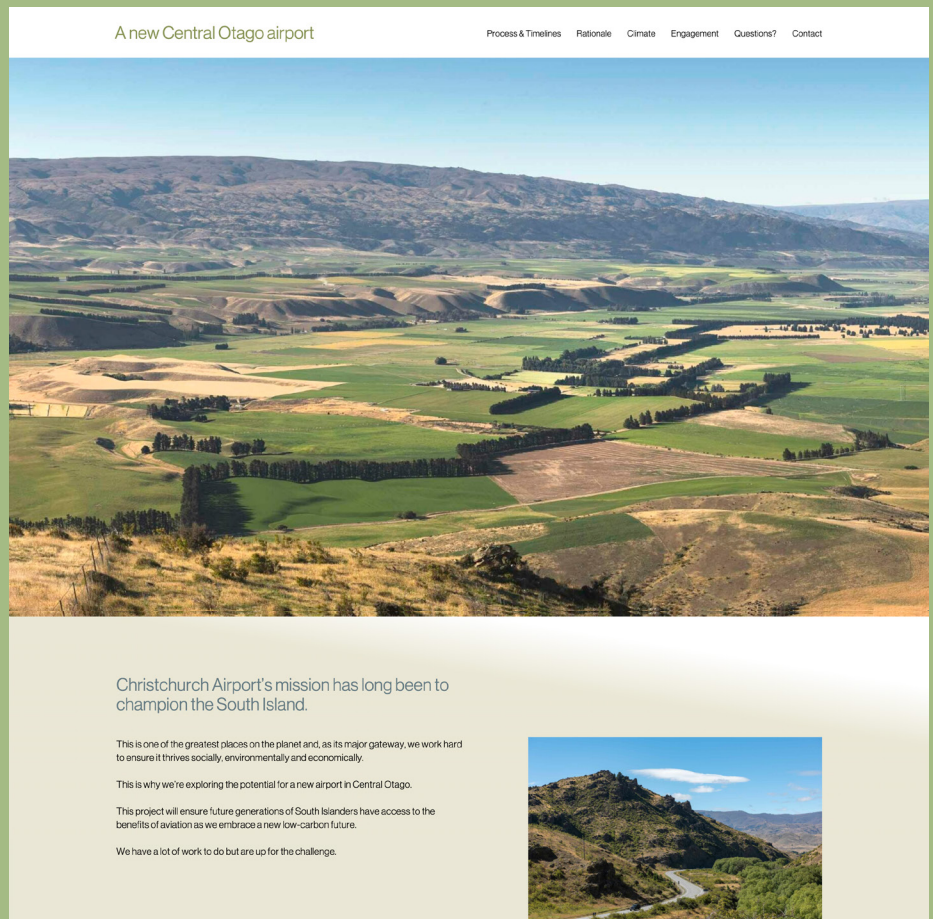 A new Central Otago airport
Process & Timelines Rationale Climate Engagement Questions? Contact
Christchurch Airport's mission has long been to
champion the South Island.
This is one of the greatest places on the planet and, as its major gateway, we work hard
to ensure it thrives socially, environmentally and economically.
This is why we're exploring the potential for a new airport in Central Otago.
This project will ensure future generations of South Islanders have access to the
benefits of aviation as we embrace a new low-carbon future.
We have a lot of work to do but are up for the challenge.